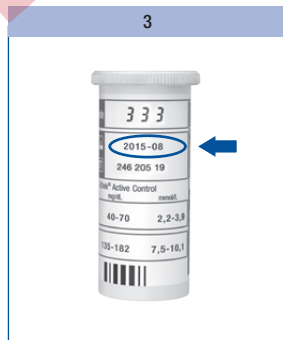 3
333
2015-08
246 205 19
Active Control
mg/dL mmol/L
40-70 2,2-3,9
135-182 7,5-10,1